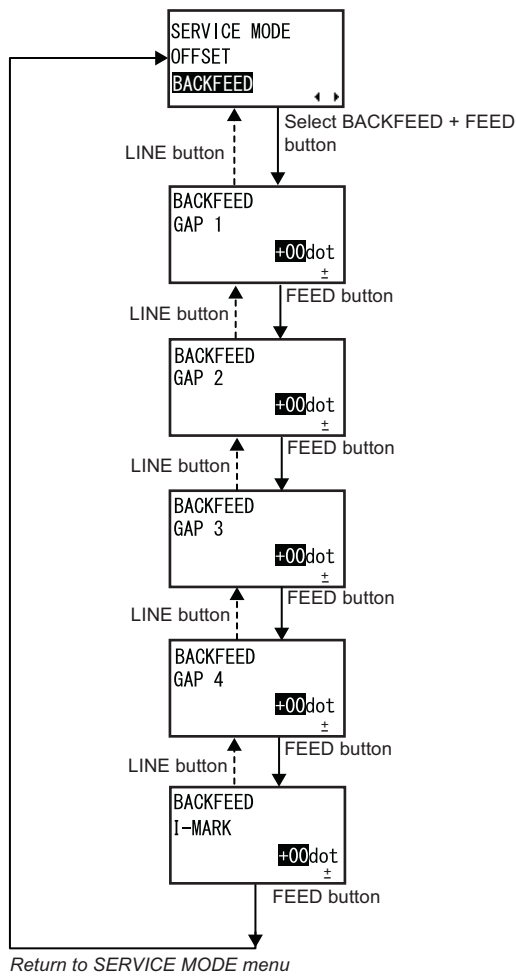 SERVICE MODE
OFFSET
BACKFEED
Select BACKFEED + FEED
button
LINE button
BACKFEED
GAP 1
+00dot
±
FEED button
LINE button
BACKFEED
GAP 2
+00dot
±
FEED button
LINE button
BACKFEED
GAP 3
+00dot
±
FEED button
LINE button
BACKFEED
GAP 4
+00dot
±
FEED button
LINE button
BACKFEED
I-MARK
+00dot
±
FEED button
Return to SERVICE MODE menu